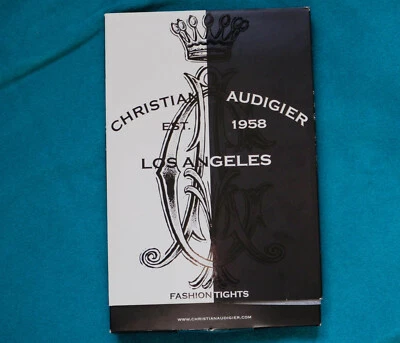 CHRISTIAN AUDIGIER
EST. 1958
LOS ANGELES
FASHION TIGHTS
WWW.CHRISTIANAUDIGIER.COM